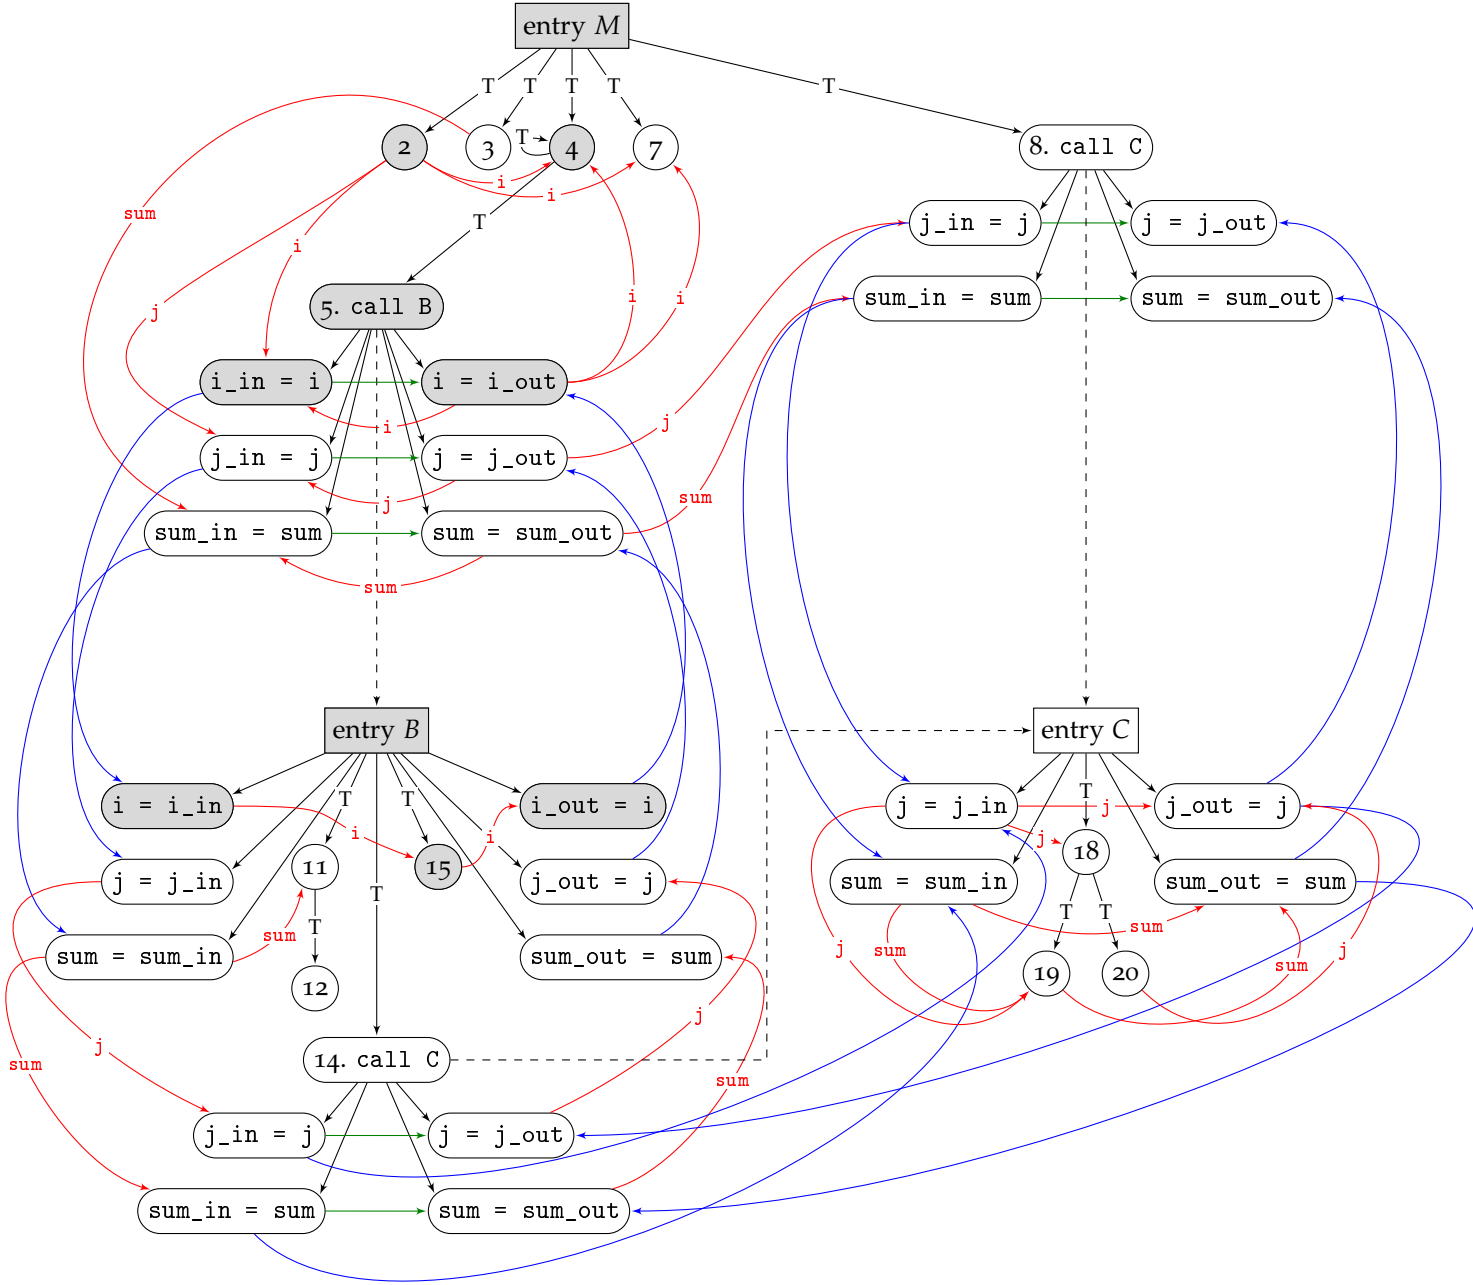 entry M
T T T T T
2 3 T 4 7 8. call C
i
i
sum
j_in = j j = j_out
T
i
sum_in = sum sum = sum_out
i i
5. call B
j
i_in = i i = i_out
i
j
j_in = j j = j_out
sum
j
sum_in = sum sum = sum_out
sum
entry B entry C
T T T
i = i_in i_out = i j = j_in j j_out = j
i i j
11 15 18
j = j_in j_out = j sum = sum_in sum_out = sum
T
T T
T
sum sum
j sum j
sum = sum_in sum_out = sum
sum
19 20
12
j
j
14. call C
sum
sum
j_in = j j = j_out
sum_in = sum sum = sum_out